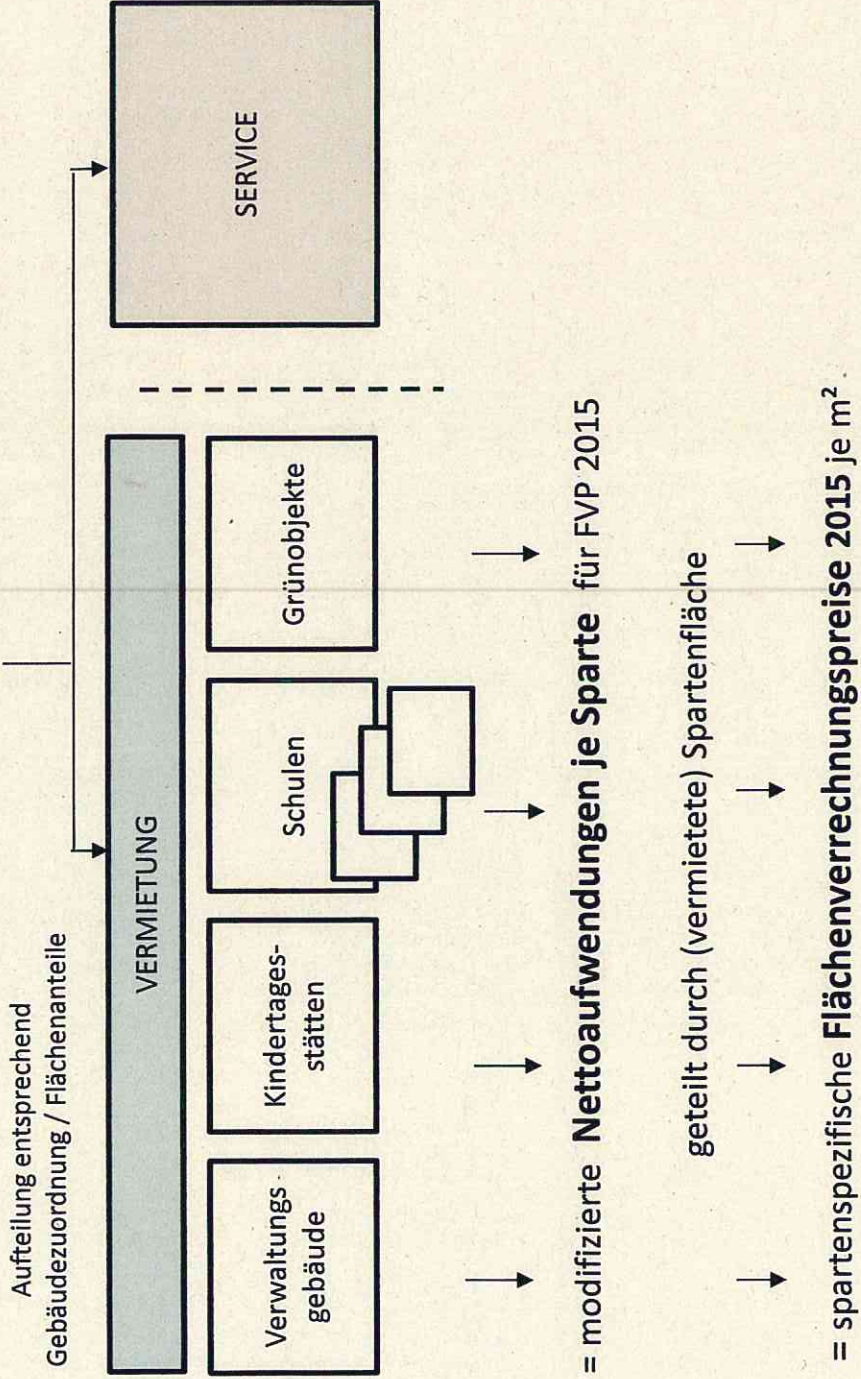 Aufteilung entsprechend
Gebäudezuordnung / Flächenanteile
VERMIETUNG
SERVICE
Verwaltungs
gebäude
Kindertages-
stätten
Schulen
Grünobjekte
= modifizierte Nettoaufwendungen je Sparte für FVP 2015
geteilt durch (vermietete) Spartenfläche
= spartenspezifische Flächenverrechnungspreise 2015 je m²